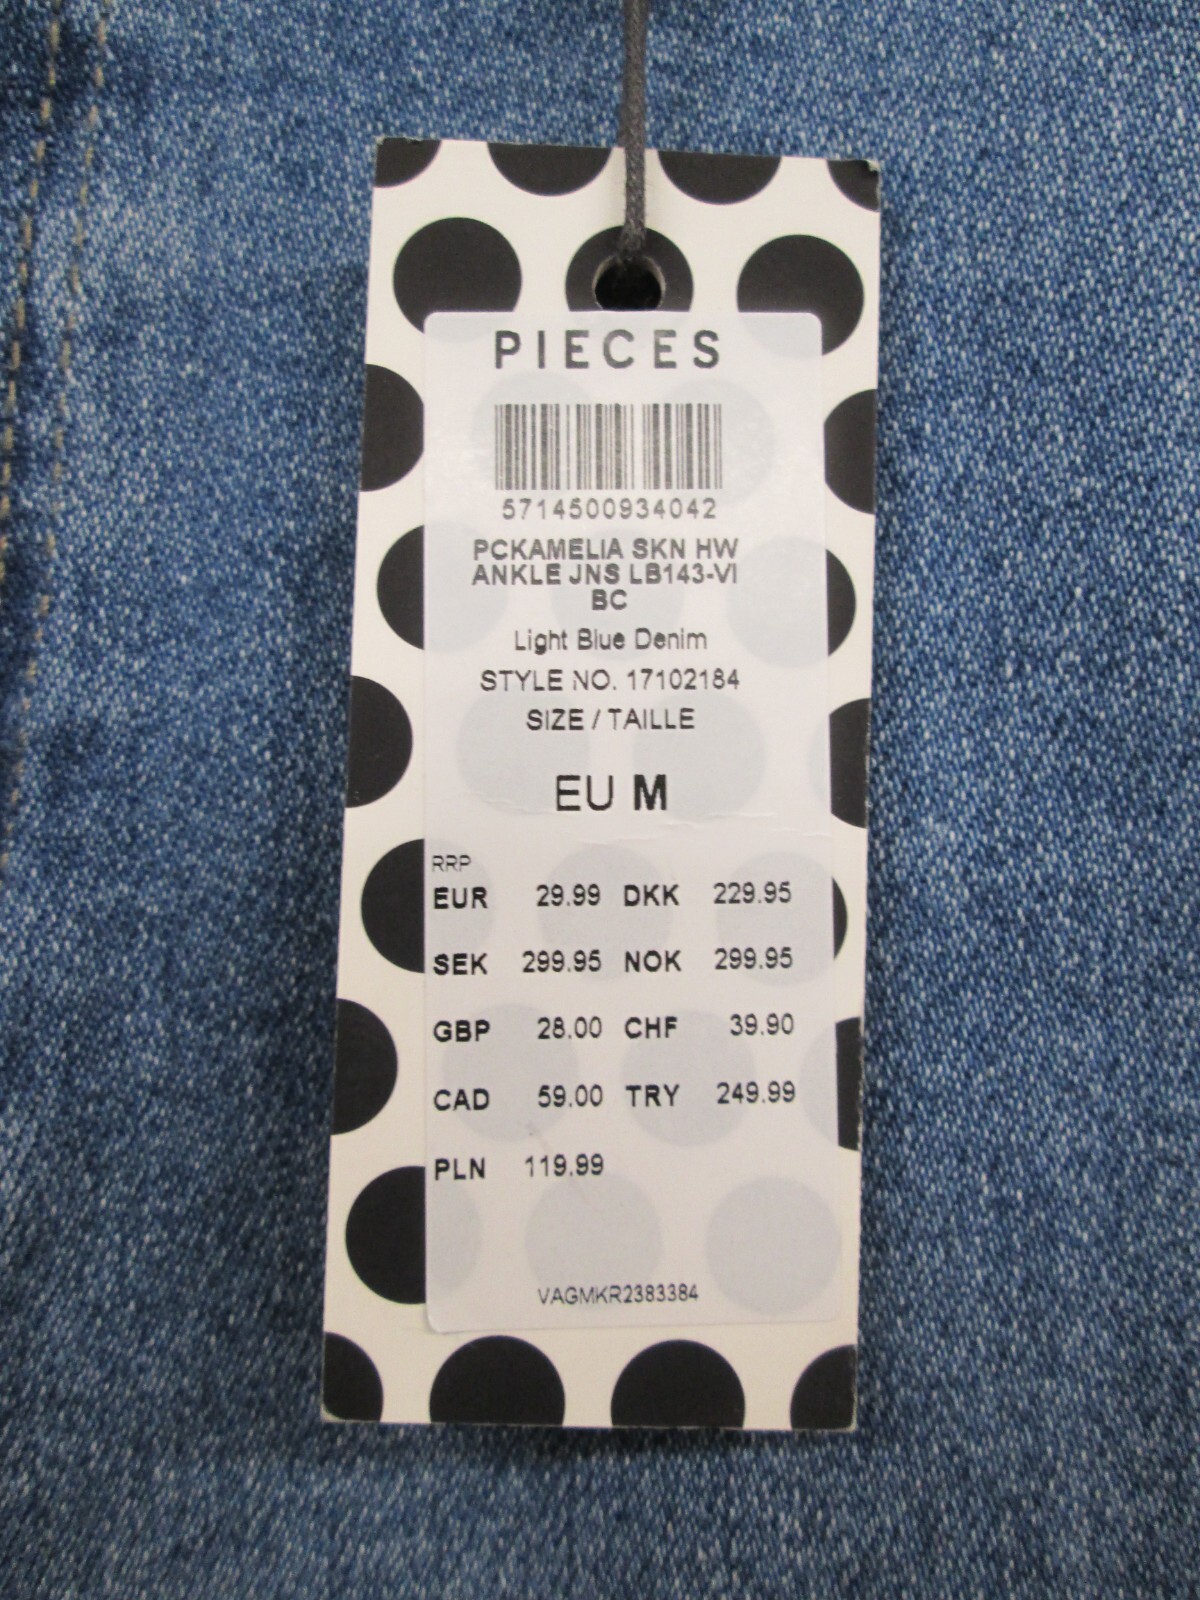 PIECES
5714500934042
PCKAMELIA SKN HW
ANKLE JNS LB143-VI
BC
Light Blue Denim
STYLE NO. 17102184
SIZE / TAILLE
EU M
RRP
EUR 29.99 DKK 229.95
SEK 299.95 NOK 299.95
GBP 28.00 CHF 39.90
CAD 59.00 TRY 249.99
PLN 119.99
VAGMKR2383384